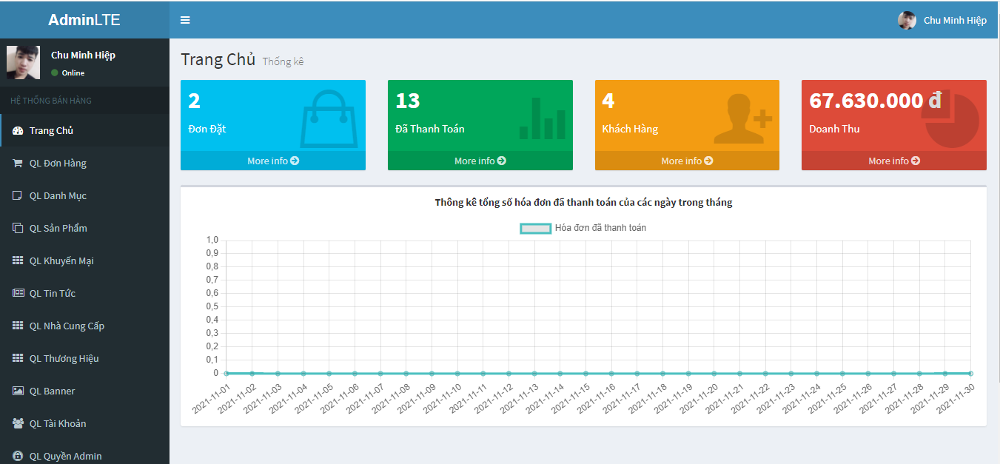 AdminLTE
Chu Minh Hiệp
Chu Minh Hiệp
Online
HỆ THỐNG BÁN HÀNG
Trang Chủ
QL Đơn Hàng
QL Danh Mục
QL Sản Phẩm
QL Khuyến Mại
QL Tin Tức
QL Nhà Cung Cấp
QL Thương Hiệu
QL Banner
QL Tài Khoản
QL Quyền Admin
Trang Chủ Thống kê
2
Đơn Đặt
More info
13
Đã Thanh Toán
More info
4
Khách Hàng
More info
67.630.000 đ
Doanh Thu
More info
Thông kê tổng số hóa đơn đã thanh toán của các ngày trong tháng
Hóa đơn đã thanh toán
1,0
0,9
0,8
0,7
0,6
0,5
0,4
0,3
0,2
0,1
0
2021-11-01
2021-11-02
2021-11-03
2021-11-04
2021-11-05
2021-11-06
2021-11-07
2021-11-08
2021-11-09
2021-11-10
2021-11-11
2021-11-12
2021-11-13
2021-11-14
2021-11-15
2021-11-16
2021-11-17
2021-11-18
2021-11-19
2021-11-20
2021-11-21
2021-11-22
2021-11-23
2021-11-24
2021-11-25
2021-11-26
2021-11-27
2021-11-28
2021-11-29
2021-11-30